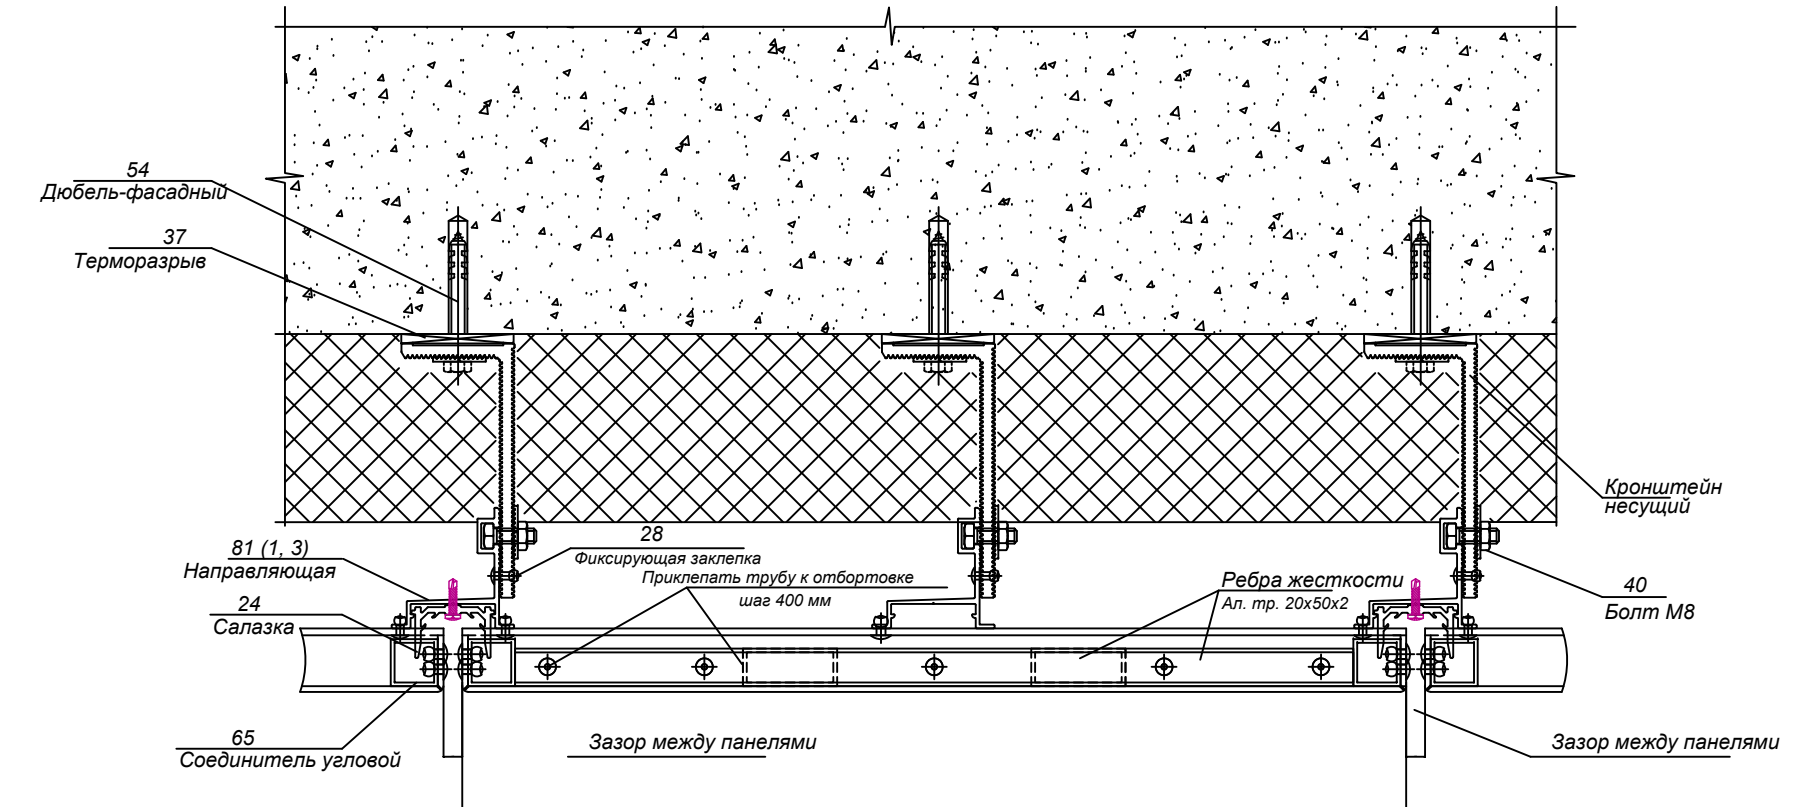 54
Дюбель-фасадный
37
Терморазрыв
Кронштейн
несущий
81 (1, 3)
Направляющая
28
Фиксирующая заклепка
Приклепать трубу к отбортовке
шаг 400 мм
Ребра жесткости
Ал. тр. 20х50х2
40
Болт М8
24
Салазка
65
Соединитель угловой
Зазор между панелями
Зазор между панелями